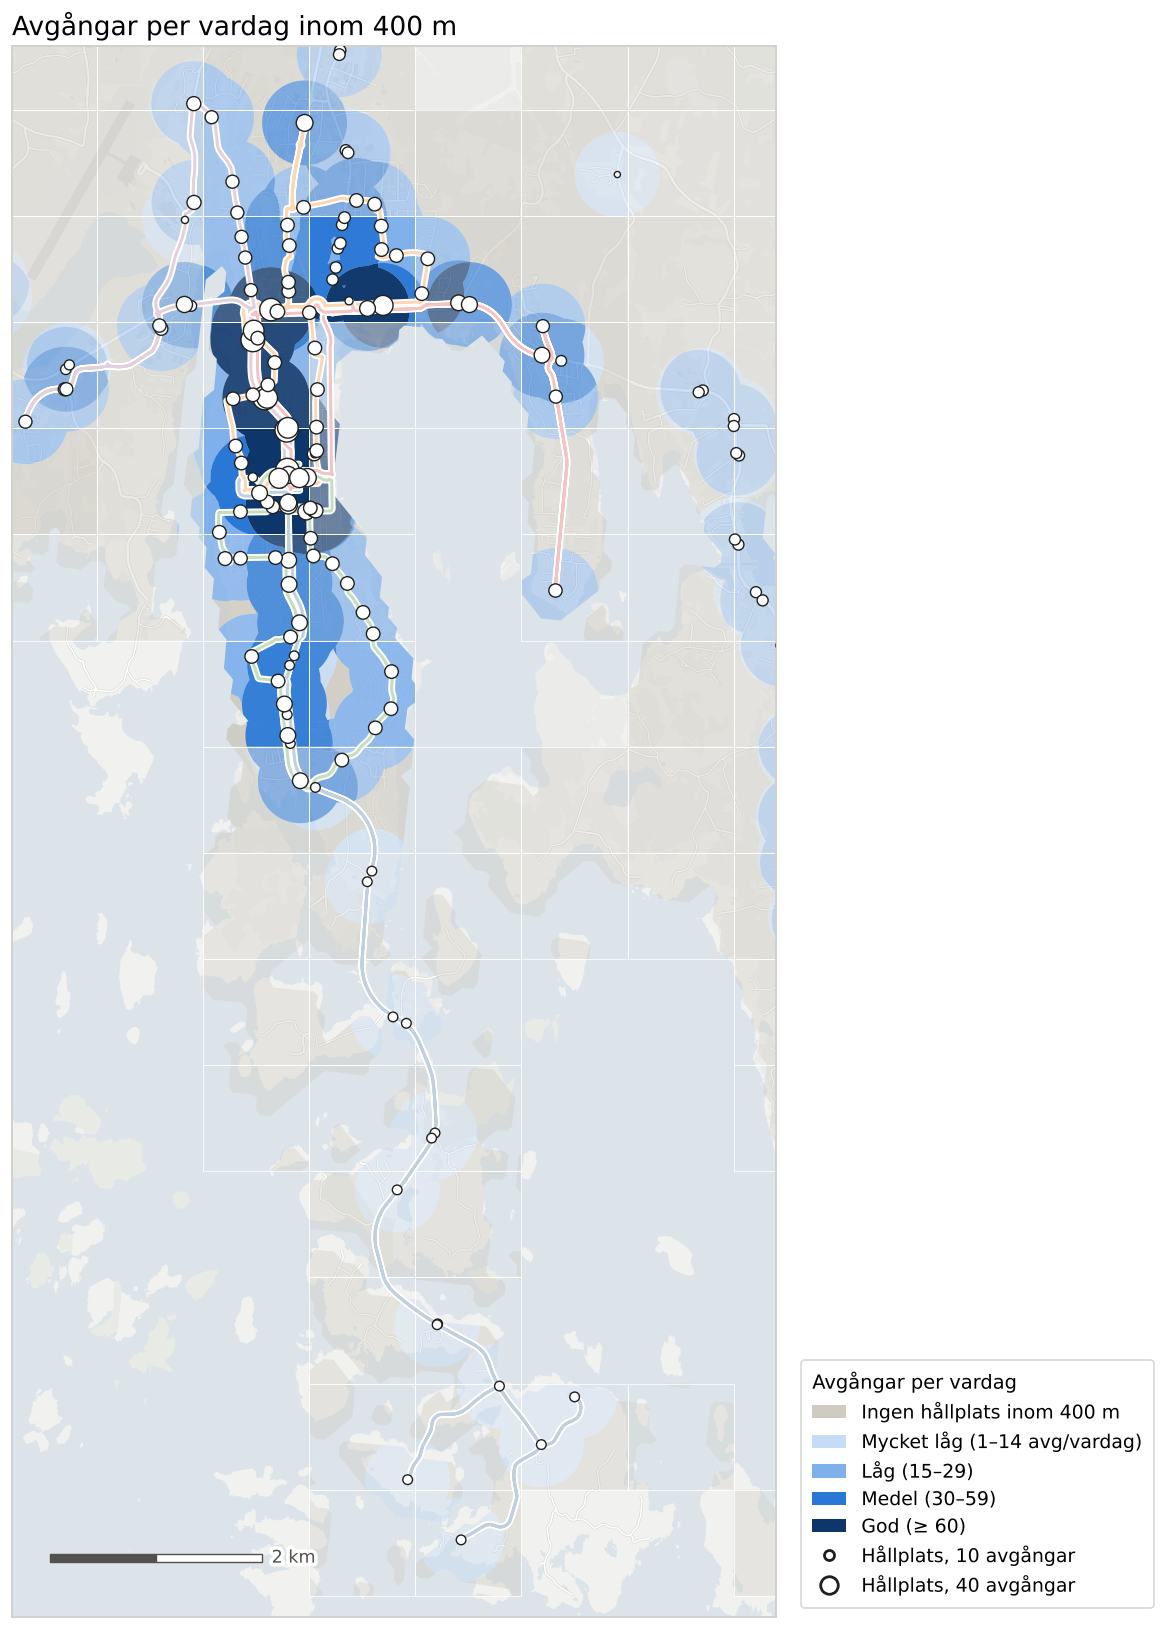 Avgångar per vardag inom 400 m
2 km
Avgångar per vardag
Ingen hållplats inom 400 m
Mycket låg (1–14 avg/vardag)
Låg (15–29)
Medel (30–59)
God (≥ 60)
Hållplats, 10 avgångar
Hållplats, 40 avgångar